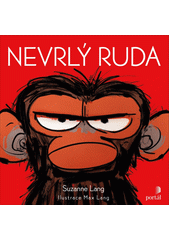 NEVRLÝ RUDA
Suzanne Lang
Ilustrace Max Lang
portál